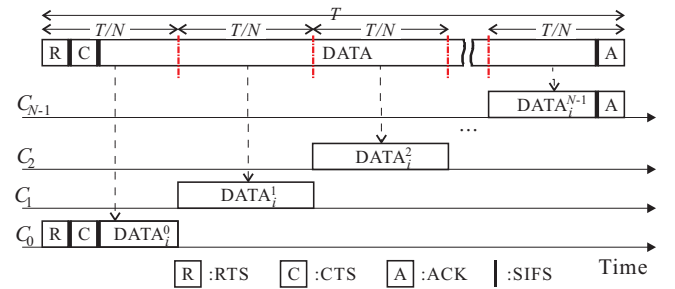 T
T/N T/N T/N T/N
R C DATA A
C_{N-1} DATA_i^{N-1} A
...
C_2 DATA_i^2
C_1 DATA_i^1
C_0 R C DATA_i^0
R :RTS C :CTS A :ACK :SIFS Time